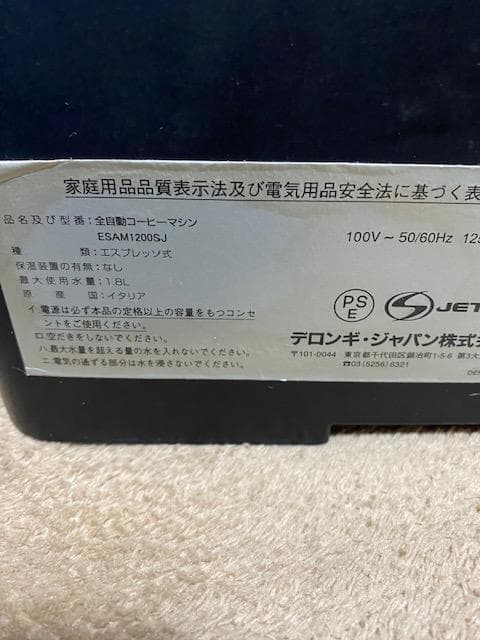 家庭用品品質表示法及び電気用品安全法に基づく表
品名及び型番：全自動コーヒーマシン
ESAM1200SJ
100V～50/60Hz 125
種類：エスプレッソ式
保温装置の有無：なし
最大使用水量：1.8L
原産国：イタリア
イ.電源は必ず本品の定格以上の容量をもつコンセ
ントをご使用ください。
ロ.空だきをしないでください。
ハ.最大水量を超える量の水を入れないでください。
ニ.電気の通ずる部分は水を浸さないでください。
PS
E
JET
デロンギ・ジャパン株式
〒101-0044 東京都千代田区鍛冶町1-5-6 第3大
☎03(5256)6321